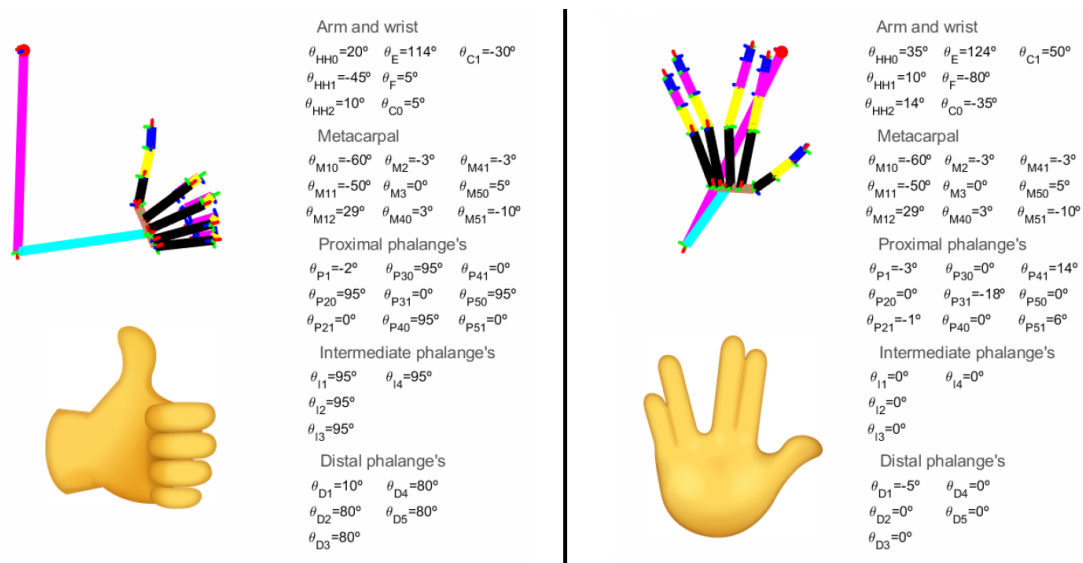 Arm and wrist
θHH0=20º θE=114º θC1=-30º
θHH1=-45º θF=5º
θHH2=10º θC0=5º
Metacarpal
θM10=-60º θM2=-3º θM41=-3º
θM11=-50º θM3=0º θM50=5º
θM12=29º θM40=3º θM51=-10º
Proximal phalange's
θP1=-2º θP30=95º θP41=0º
θP20=95º θP31=0º θP50=95º
θP21=0º θP40=95º θP51=0º
Intermediate phalange's
θI1=95º θI4=95º
θI2=95º
θI3=95º
Distal phalange's
θD1=10º θD4=80º
θD2=80º θD5=80º
θD3=80º
Arm and wrist
θHH0=35º θE=124º θC1=50º
θHH1=10º θF=-80º
θHH2=14º θC0=-35º
Metacarpal
θM10=-60º θM2=-3º θM41=-3º
θM11=-50º θM3=0º θM50=5º
θM12=29º θM40=3º θM51=-10º
Proximal phalange's
θP1=-3º θP30=0º θP41=14º
θP20=0º θP31=-18º θP50=0º
θP21=-1º θP40=0º θP51=6º
Intermediate phalange's
θI1=0º θI4=0º
θI2=0º
θI3=0º
Distal phalange's
θD1=-5º θD4=0º
θD2=0º θD5=0º
θD3=0º